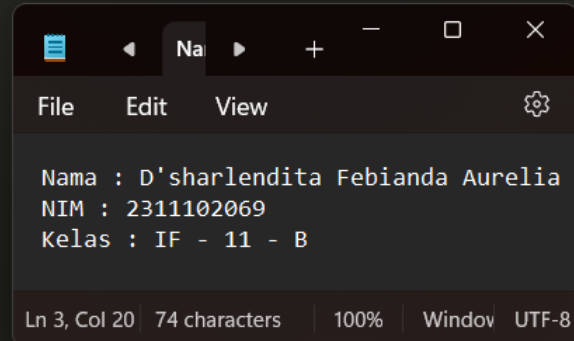 Na
File Edit View
Nama : D'sharlendita Febianda Aurelia
NIM : 2311102069
Kelas : IF - 11 - B
Ln 3, Col 20 74 characters 100% Window UTF-8